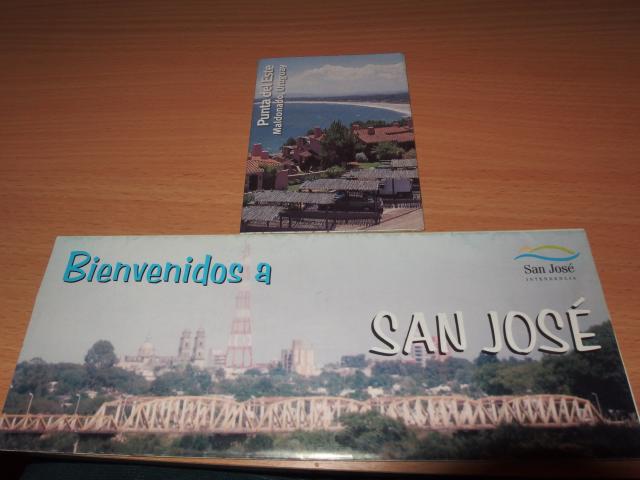 Punta del Este
Maldonado, Uruguay
Bienvenidos a
San José
INTENDENCIA
SAN JOSÉ